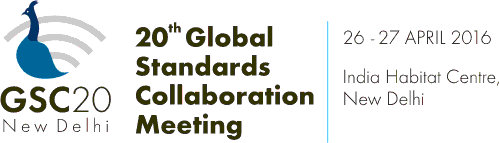 GSC20
New Delhi
20th Global
Standards
Collaboration
Meeting
26 - 27 APRIL 2016
India Habitat Centre,
New Delhi